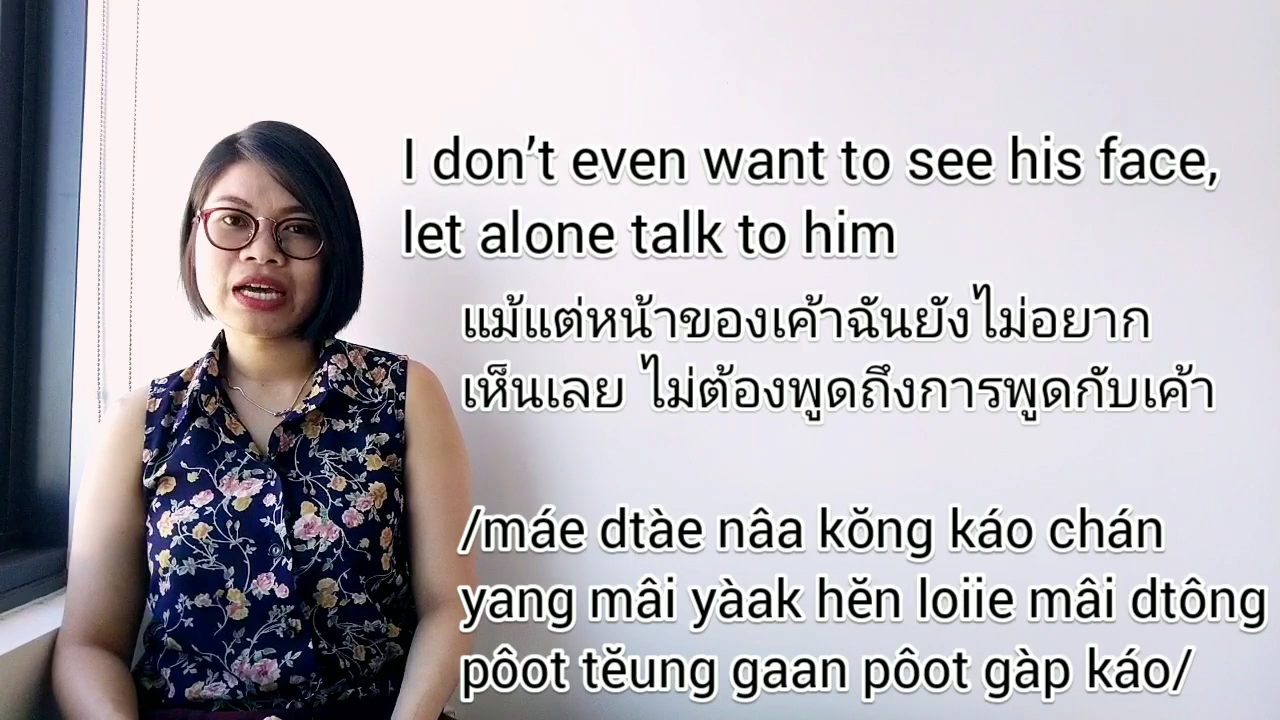 I don’t even want to see his face,
let alone talk to him
แม้แต่หน้าของเค้าฉันยังไม่อยาก
เห็นเลย ไม่ต้องพูดถึงการพูดกับเค้า
/máe dtàe nâa kŏng káo chán
yang mâi yàak hĕn loiie mâi dtông
pôot tĕung gaan pôot gàp káo/